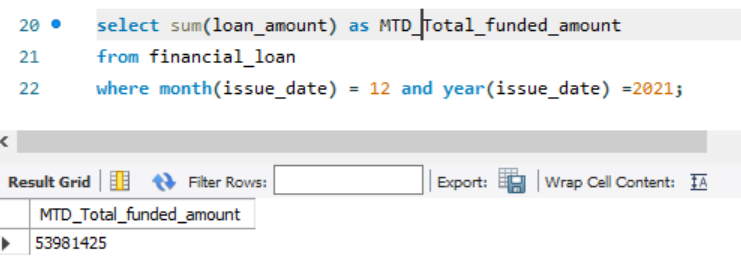 20 select sum(loan_amount) as MTD_Total_funded_amount
21 from financial_loan
22 where month(issue_date) = 12 and year(issue_date) =2021;
Result Grid Filter Rows: Export: Wrap Cell Content: IA
MTD_Total_funded_amount
53981425